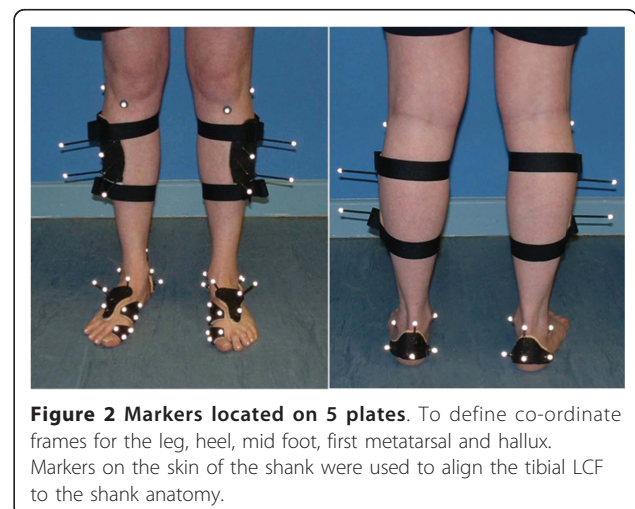 Figure 2 Markers located on 5 plates. To define co-ordinate
frames for the leg, heel, mid foot, first metatarsal and hallux.
Markers on the skin of the shank were used to align the tibial LCF
to the shank anatomy.